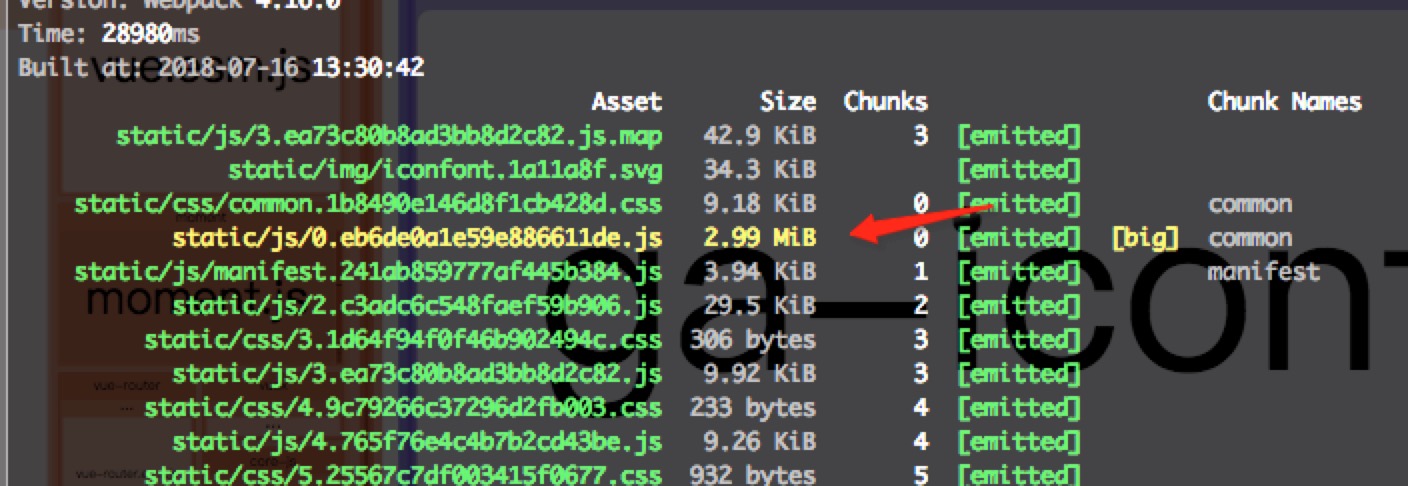 Version: webpack 4.16.0
Time: 28980ms
Built at: 2018-07-16 13:30:42
Asset Size Chunks Chunk Names
static/js/3.ea73c80b8ad3bb8d2c82.js.map 42.9 KiB 3 [emitted]
static/img/iconfont.1a11a8f.svg 34.3 KiB [emitted]
static/css/common.1b8490e146d8f1cb428d.css 9.18 KiB 0 [emitted] common
static/js/0.eb6de0a1e59e886611de.js 2.99 MiB 0 [emitted] [big] common
static/js/manifest.241ab859777af445b384.js 3.94 KiB 1 [emitted] manifest
static/js/2.c3adc6c548faef59b906.js 29.5 KiB 2 [emitted]
static/css/3.1d64f94f0f46b902494c.css 306 bytes 3 [emitted]
static/js/3.ea73c80b8ad3bb8d2c82.js 9.92 KiB 3 [emitted]
static/css/4.9c79266c37296d2fb003.css 233 bytes 4 [emitted]
static/js/4.765f76e4c4b7b2cd43be.js 9.26 KiB 4 [emitted]
static/css/5.25567c7df003415f0677.css 932 bytes 5 [emitted]
vue.esm.js
moment
moment.js
vue-router
...
ga-icont